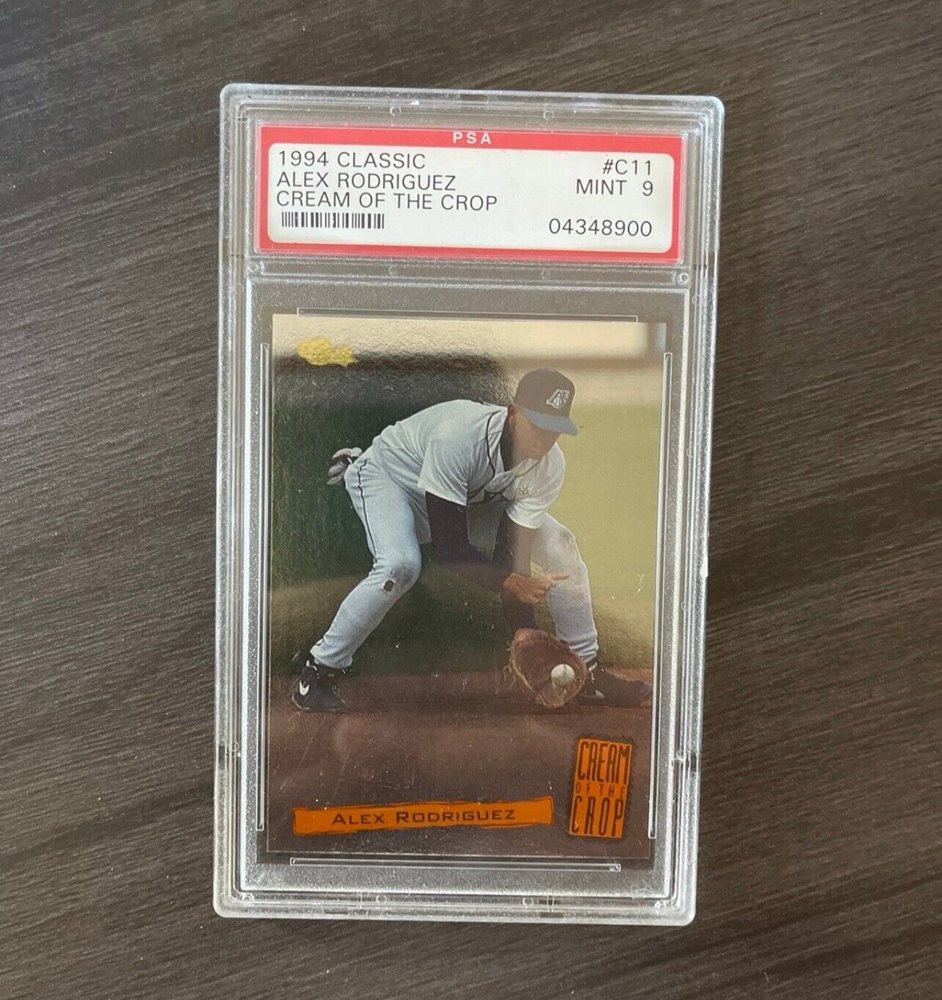 PSA
1994 CLASSIC #C11
ALEX RODRIGUEZ MINT 9
CREAM OF THE CROP
04348900
CREAM
OF THE
CROP
ALEX RODRIGUEZ